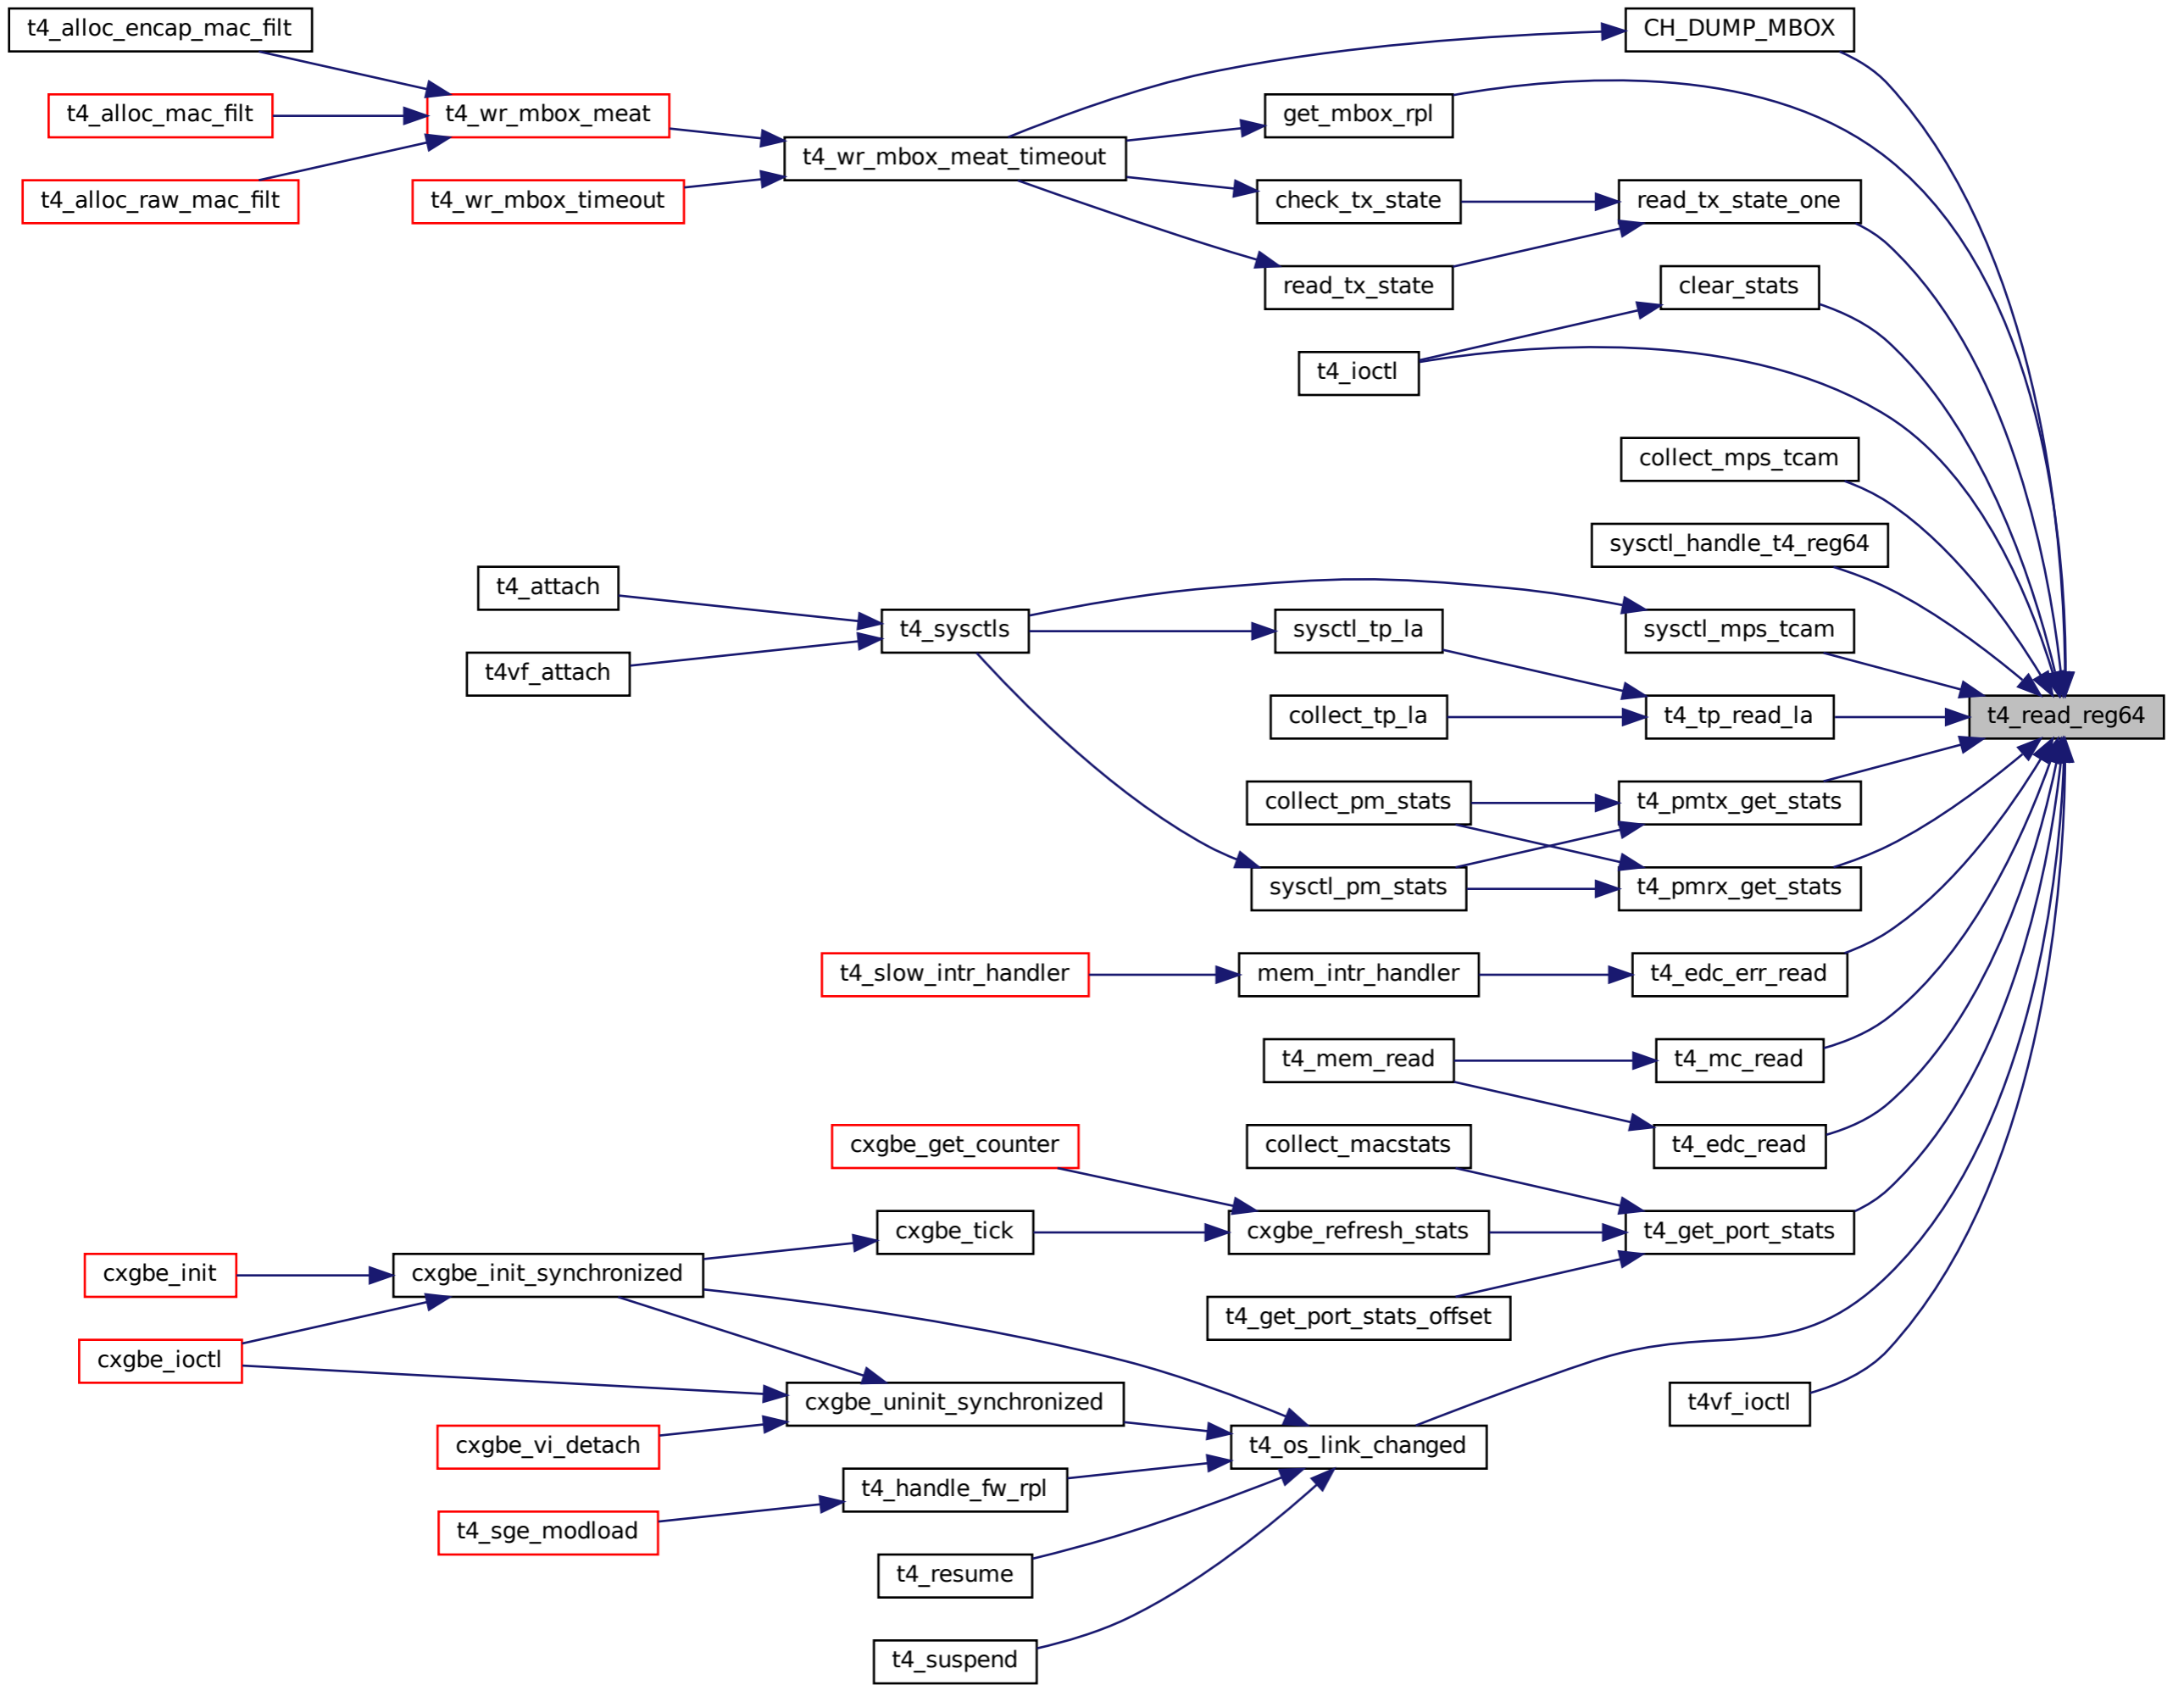 t4_alloc_encap_mac_filt
CH_DUMP_MBOX
t4_alloc_mac_filt
t4_wr_mbox_meat
get_mbox_rpl
t4_wr_mbox_meat_timeout
t4_alloc_raw_mac_filt
t4_wr_mbox_timeout
check_tx_state
read_tx_state_one
read_tx_state
clear_stats
t4_ioctl
collect_mps_tcam
sysctl_handle_t4_reg64
t4_attach
t4_sysctls
sysctl_tp_la
sysctl_mps_tcam
t4vf_attach
collect_tp_la
t4_tp_read_la
t4_read_reg64
collect_pm_stats
t4_pmtx_get_stats
sysctl_pm_stats
t4_pmrx_get_stats
t4_slow_intr_handler
mem_intr_handler
t4_edc_err_read
t4_mem_read
t4_mc_read
cxgbe_get_counter
collect_macstats
t4_edc_read
cxgbe_tick
cxgbe_refresh_stats
t4_get_port_stats
cxgbe_init
cxgbe_init_synchronized
t4_get_port_stats_offset
cxgbe_ioctl
cxgbe_uninit_synchronized
t4vf_ioctl
cxgbe_vi_detach
t4_os_link_changed
t4_handle_fw_rpl
t4_sge_modload
t4_resume
t4_suspend